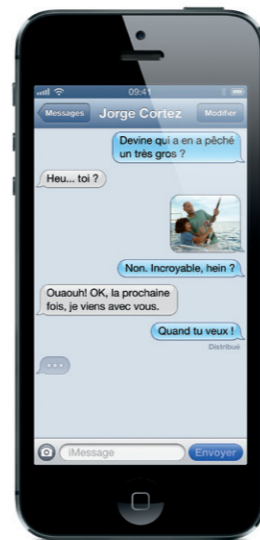 09:41
Messages
Jorge Cortez
Modifier
Devine qui a en a pêché
un très gros ?
Heu... toi ?
Non. Incroyable, hein ?
Ouaouh! OK, la prochaine
fois, je viens avec vous.
Quand tu veux !
Distribué
iMessage
Envoyer